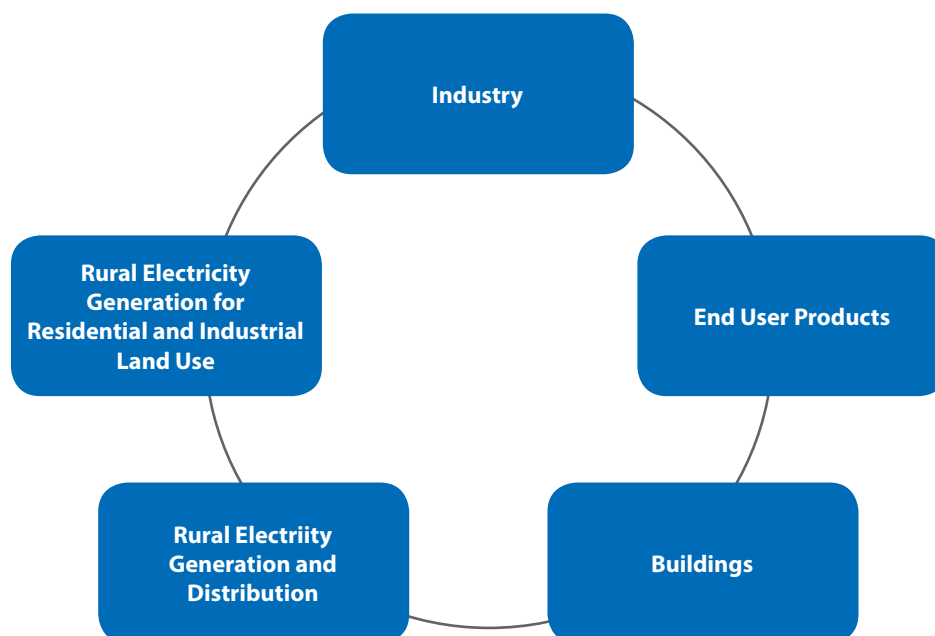 Industry
Rural Electricity
Generation for
Residential and Industrial
Land Use
End User Products
Rural Electriity
Generation and
Distribution
Buildings